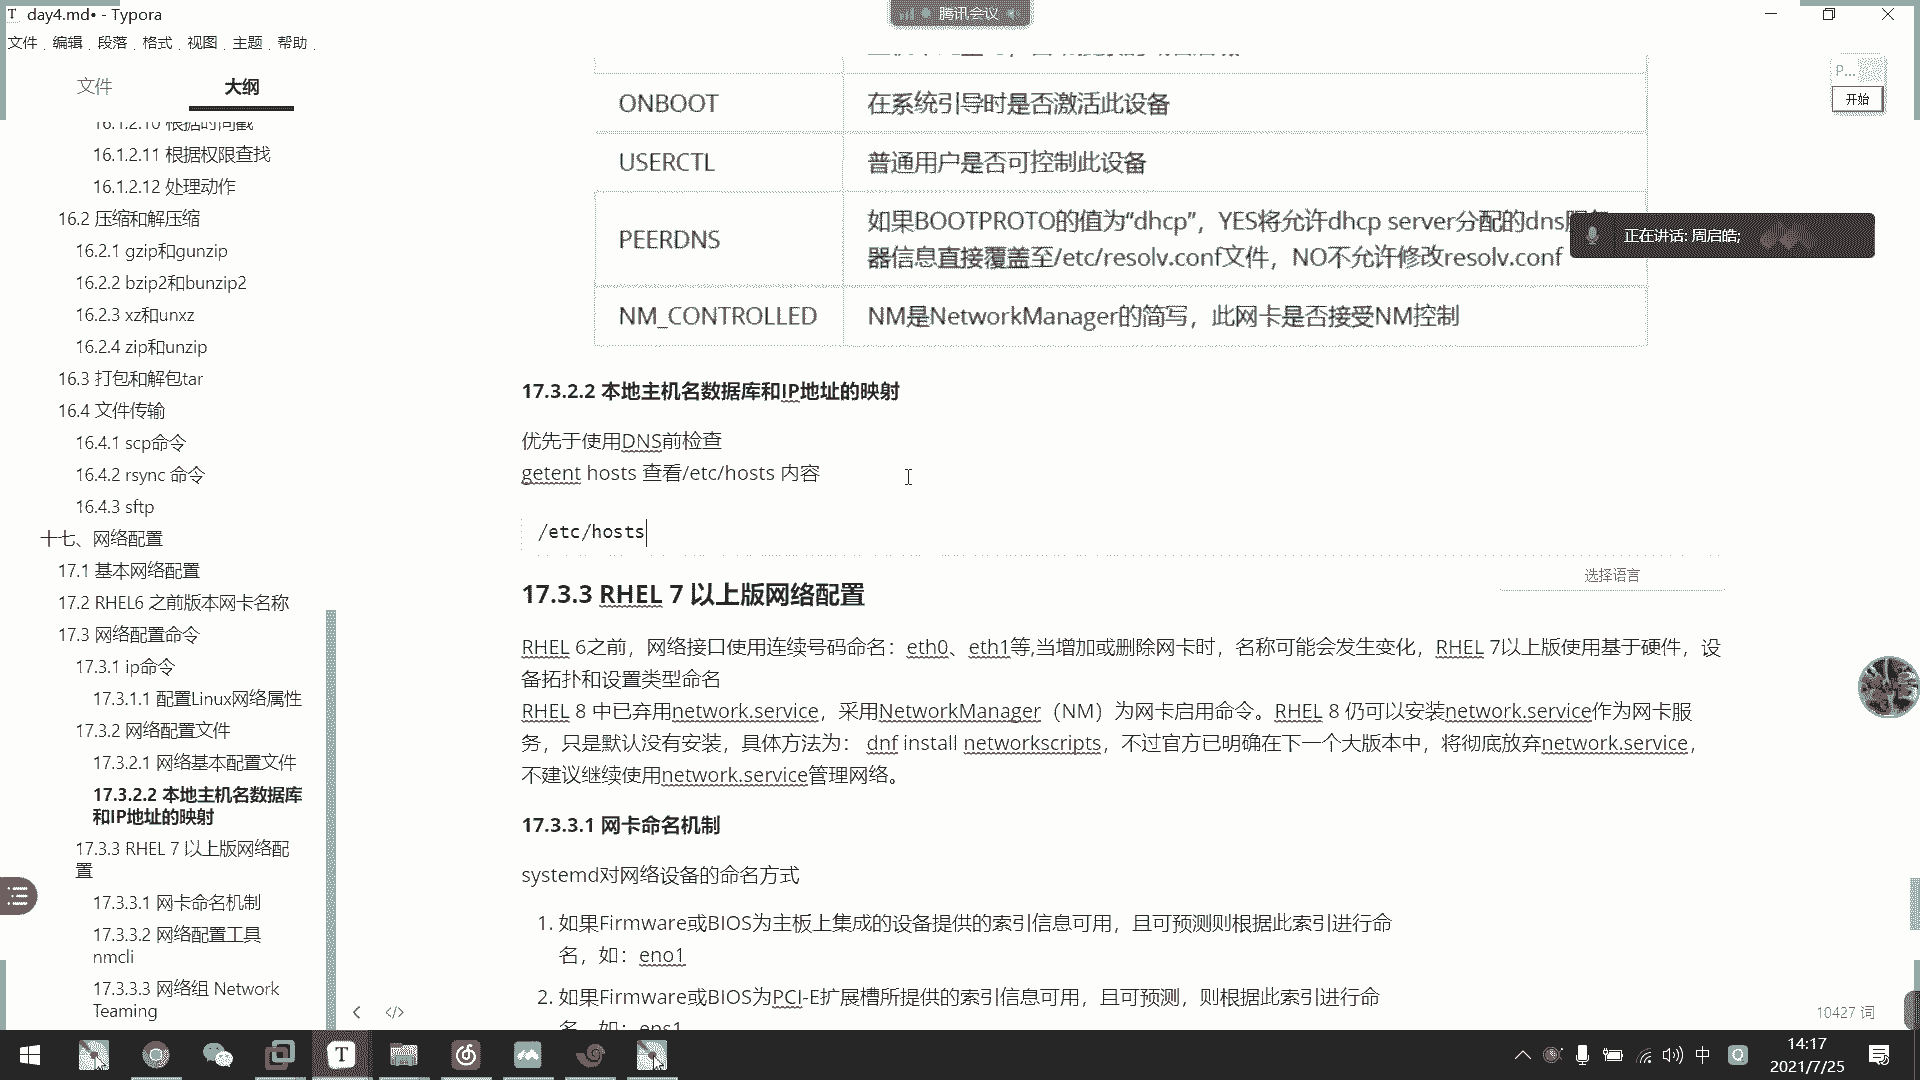 day4.md• - Typora
腾讯会议
文件 编辑 段落 格式 视图 主题 帮助
文件 大纲
16.1.2.10 根据时间戳
16.1.2.11 根据权限查找
16.1.2.12 处理动作
16.2 压缩和解压缩
16.2.1 gzip和gunzip
16.2.2 bzip2和bunzip2
16.2.3 xz和unxz
16.2.4 zip和unzip
16.3 打包和解包tar
16.4 文件传输
16.4.1 scp命令
16.4.2 rsync 命令
16.4.3 sftp
十七、网络配置
17.1 基本网络配置
17.2 RHEL6 之前版本网卡名称
17.3 网络配置命令
17.3.1 ip命令
17.3.1.1 配置Linux网络属性
17.3.2 网络配置文件
17.3.2.1 网络基本配置文件
17.3.2.2 本地主机名数据库
和IP地址的映射
17.3.3 RHEL 7 以上版网络配
置
17.3.3.1 网卡命名机制
17.3.3.2 网络配置工具
nmcli
17.3.3.3 网络组 Network
Teaming
ONBOOT 在系统引导时是否激活此设备
USERCTL 普通用户是否可控制此设备
PEERDNS 如果BOOTPROTO的值为“dhcp”，YES将允许dhcp server分配的dns服
器信息直接覆盖至/etc/resolv.conf文件，NO不允许修改resolv.conf
NM_CONTROLLED NM是NetworkManager的简写，此网卡是否接受NM控制
P...
开始
正在讲话: 周启皓;
17.3.2.2 本地主机名数据库和IP地址的映射
优先于使用DNS前检查
getent hosts 查看/etc/hosts 内容
/etc/hosts
选择语言
17.3.3 RHEL 7 以上版网络配置
RHEL 6之前，网络接口使用连续号码命名：eth0、eth1等,当增加或删除网卡时，名称可能会发生变化，RHEL 7以上版使用基于硬件，设
备拓扑和设置类型命名
RHEL 8 中已弃用network.service，采用NetworkManager（NM）为网卡启用命令。RHEL 8 仍可以安装network.service作为网卡服
务，只是默认没有安装，具体方法为： dnf install networkscripts，不过官方已明确在下一个大版本中，将彻底放弃network.service，
不建议继续使用network.service管理网络。
17.3.3.1 网卡命名机制
systemd对网络设备的命名方式
1. 如果Firmware或BIOS为主板上集成的设备提供的索引信息可用，且可预测则根据此索引进行命
名，如：eno1
2. 如果Firmware或BIOS为PCI-E扩展槽所提供的索引信息可用，且可预测，则根据此索引进行命
名，如：ens1
10427 词
中
14:17
2021/7/25